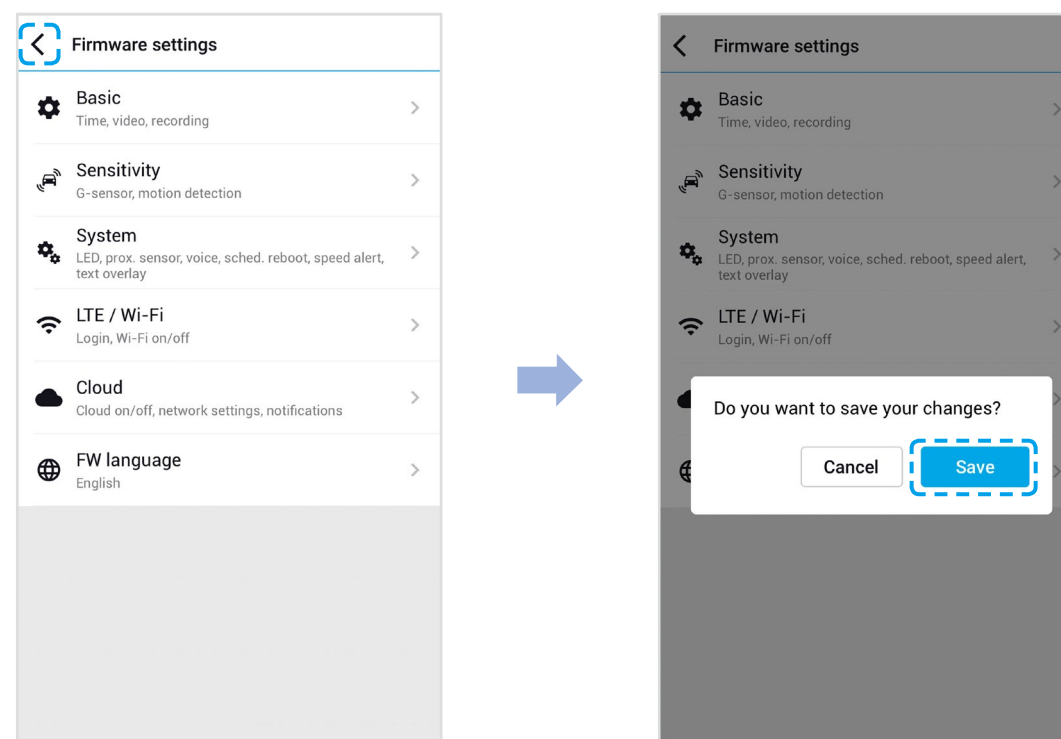 Firmware settings
Basic
Time, video, recording
Sensitivity
G-sensor, motion detection
System
LED, prox. sensor, voice, sched. reboot, speed alert,
text overlay
LTE / Wi-Fi
Login, Wi-Fi on/off
Cloud
Cloud on/off, network settings, notifications
FW language
English
Firmware settings
Basic
Time, video, recording
Sensitivity
G-sensor, motion detection
System
LED, prox. sensor, voice, sched. reboot, speed alert,
text overlay
LTE / Wi-Fi
Login, Wi-Fi on/off
Do you want to save your changes?
Cancel
Save